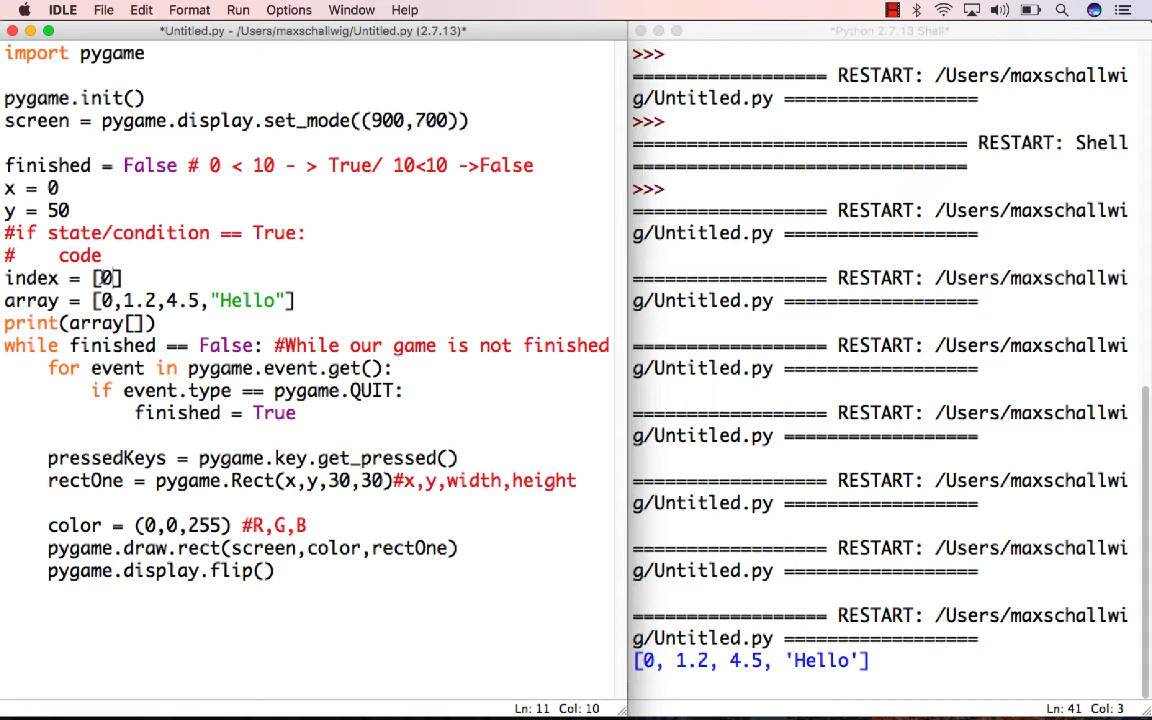 IDLE File Edit Format Run Options Window Help
*Untitled.py - /Users/maxschallwig/Untitled.py (2.7.13)*
import pygame
pygame.init()
screen = pygame.display.set_mode((900,700))
finished = False # 0 < 10 - > True/ 10<10 ->False
x = 0
y = 50
#if state/condition == True:
#    code
index = [0]
array = [0,1.2,4.5,"Hello"]
print(array[])
while finished == False: #While our game is not finished
    for event in pygame.event.get():
        if event.type == pygame.QUIT:
            finished = True
    pressedKeys = pygame.key.get_pressed()
    rectOne = pygame.Rect(x,y,30,30)#x,y,width,height
    color = (0,0,255) #R,G,B
    pygame.draw.rect(screen,color,rectOne)
    pygame.display.flip()
Ln: 11 Col: 10
*Python 2.7.13 Shell*
>>>
================== RESTART: /Users/maxschallwi
g/Untitled.py ==================
>>>
=============================== RESTART: Shell
===============================
>>>
================== RESTART: /Users/maxschallwi
g/Untitled.py ==================
================== RESTART: /Users/maxschallwi
g/Untitled.py ==================
================== RESTART: /Users/maxschallwi
g/Untitled.py ==================
================== RESTART: /Users/maxschallwi
g/Untitled.py ==================
================== RESTART: /Users/maxschallwi
g/Untitled.py ==================
================== RESTART: /Users/maxschallwi
g/Untitled.py ==================
================== RESTART: /Users/maxschallwi
g/Untitled.py ==================
[0, 1.2, 4.5, 'Hello']
Ln: 41 Col: 3